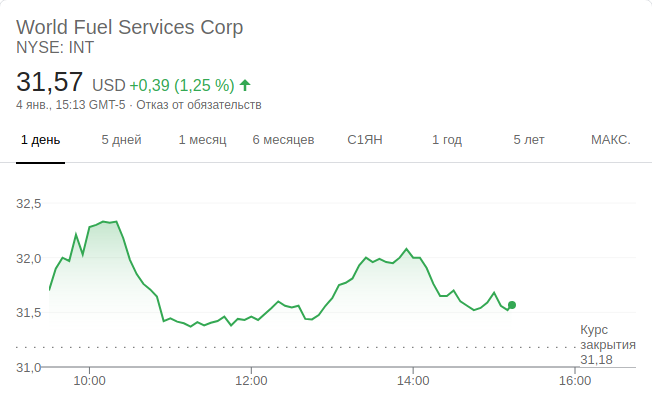 World Fuel Services Corp
NYSE: INT
31,57 USD +0,39 (1,25 %)
4 янв., 15:13 GMT-5 · Отказ от обязательств
1 день 5 дней 1 месяц 6 месяцев С1ЯН 1 год 5 лет МАКС.
32,5
32,0
31,5
31,0
Курс
закрытия
31,18
10:00 12:00 14:00 16:00